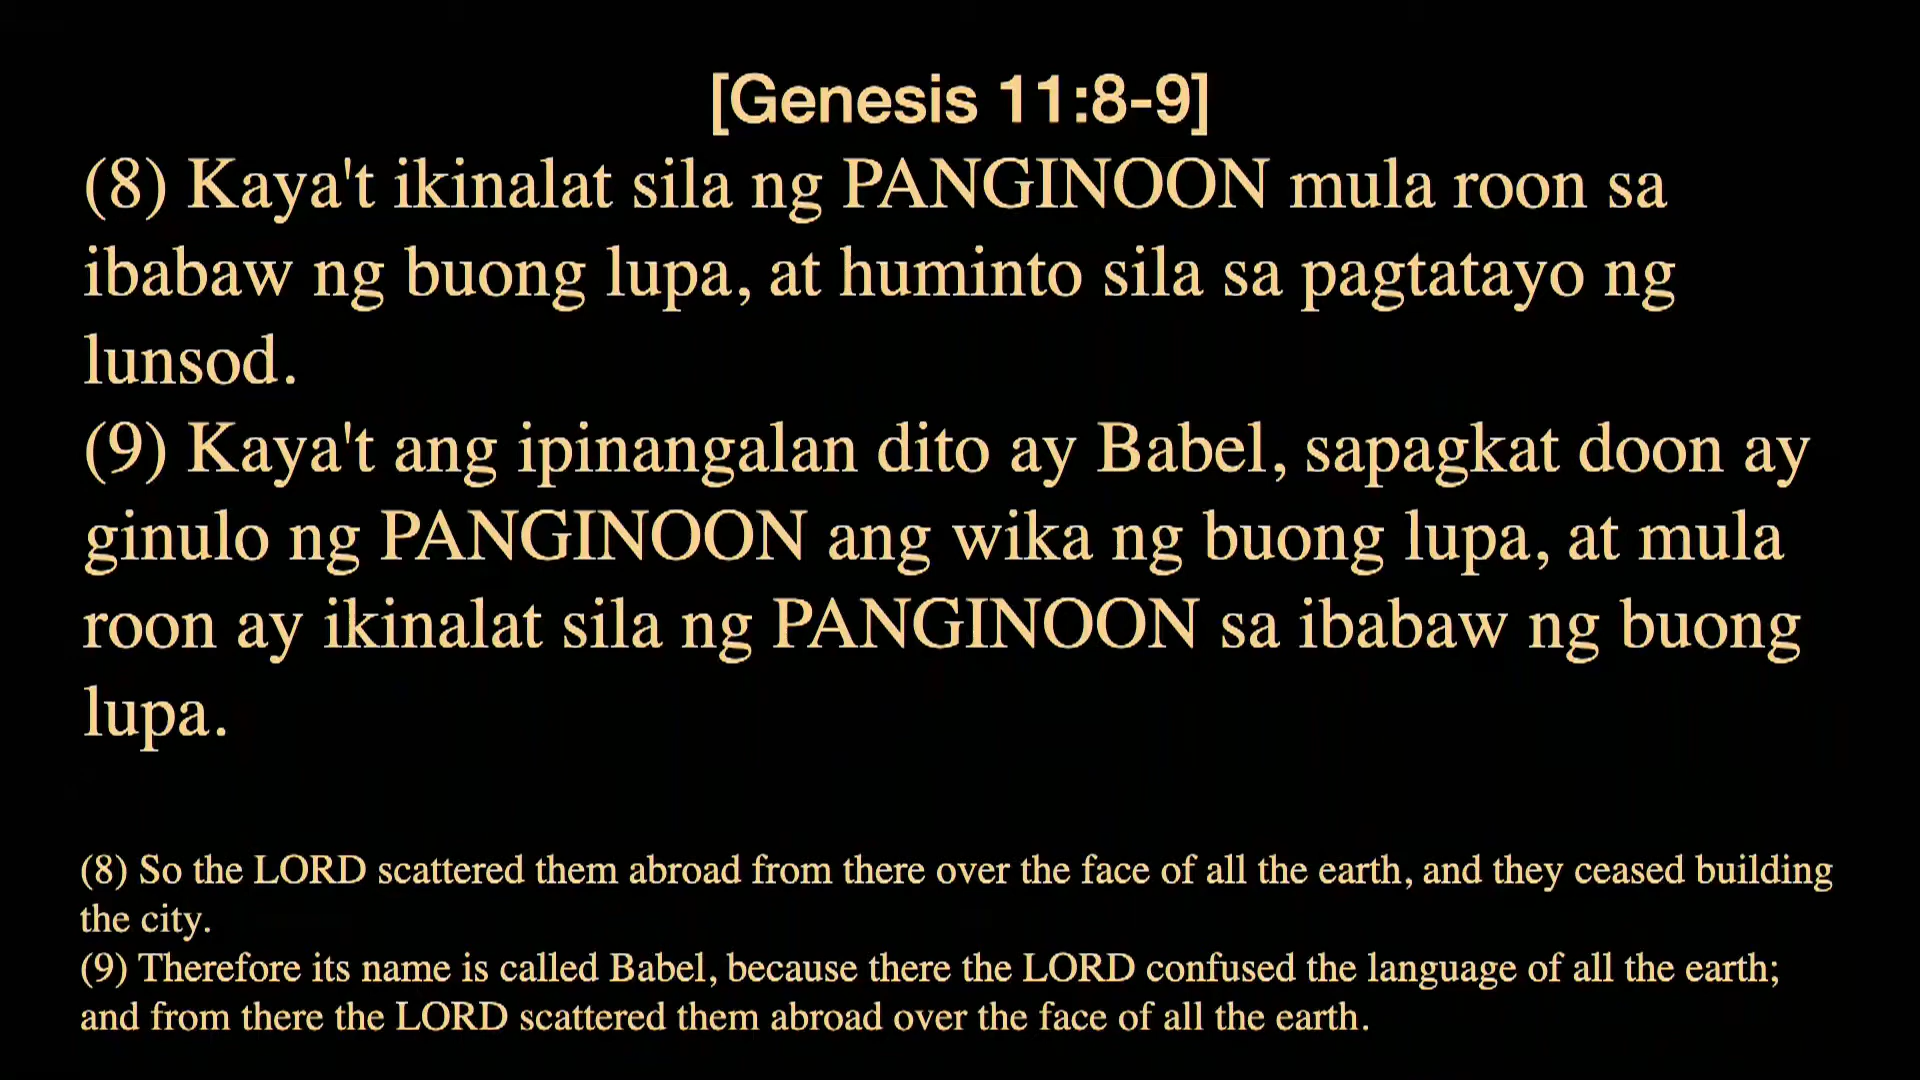 [Genesis 11:8-9]
(8) Kaya't ikinalat sila ng PANGINOON mula roon sa
ibabaw ng buong lupa, at huminto sila sa pagtatayo ng
lunsod.
(9) Kaya't ang ipinangalan dito ay Babel, sapagkat doon ay
ginulo ng PANGINOON ang wika ng buong lupa, at mula
roon ay ikinalat sila ng PANGINOON sa ibabaw ng buong
lupa.
(8) So the LORD scattered them abroad from there over the face of all the earth, and they ceased building
the city.
(9) Therefore its name is called Babel, because there the LORD confused the language of all the earth;
and from there the LORD scattered them abroad over the face of all the earth.